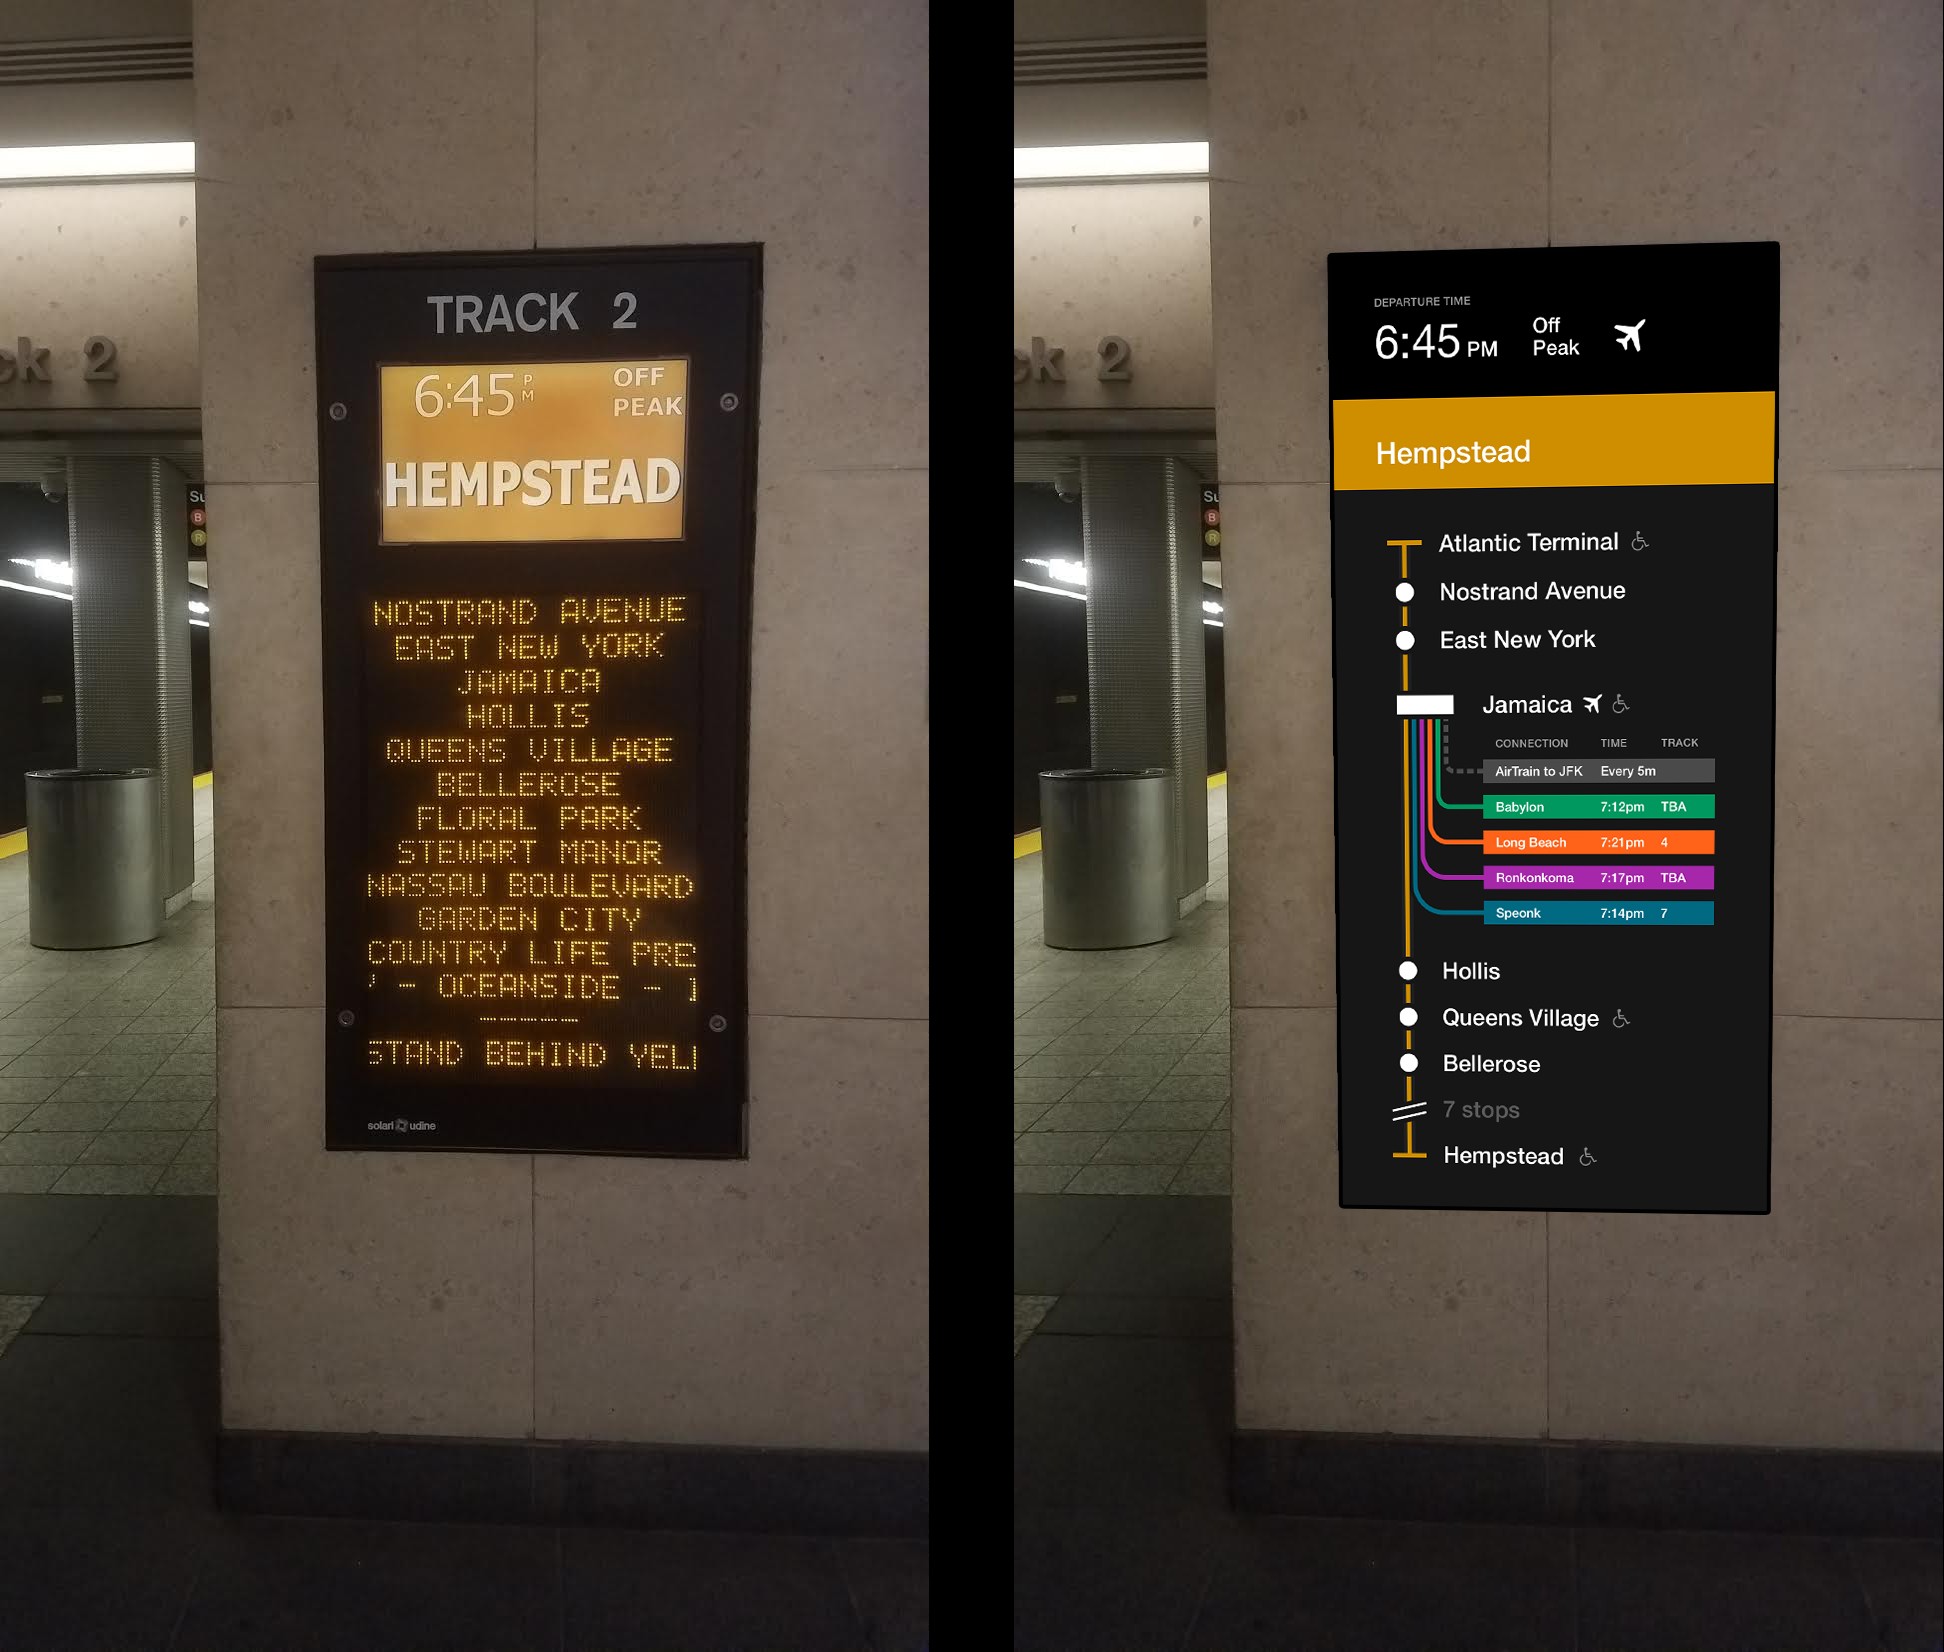 ck 2
Su
B
R
TRACK 2
6:45 PM
OFF
PEAK
HEMPSTEAD
NOSTRAND AVENUE
EAST NEW YORK
JAMAICA
HOLLIS
QUEENS VILLAGE
BELLEROSE
FLORAL PARK
STEWART MANOR
NASSAU BOULEVARD
GARDEN CITY
COUNTRY LIFE PRE
- OCEANSIDE -
-----
STAND BEHIND YEL
solari udine
ck 2
Su
B
R
DEPARTURE TIME
6:45 PM
Off
Peak
Hempstead
Atlantic Terminal
Nostrand Avenue
East New York
Jamaica
CONNECTION TIME TRACK
AirTrain to JFK Every 5m
Babylon 7:12pm TBA
Long Beach 7:21pm 4
Ronkonkoma 7:17pm TBA
Speonk 7:14pm 7
Hollis
Queens Village
Bellerose
7 stops
Hempstead